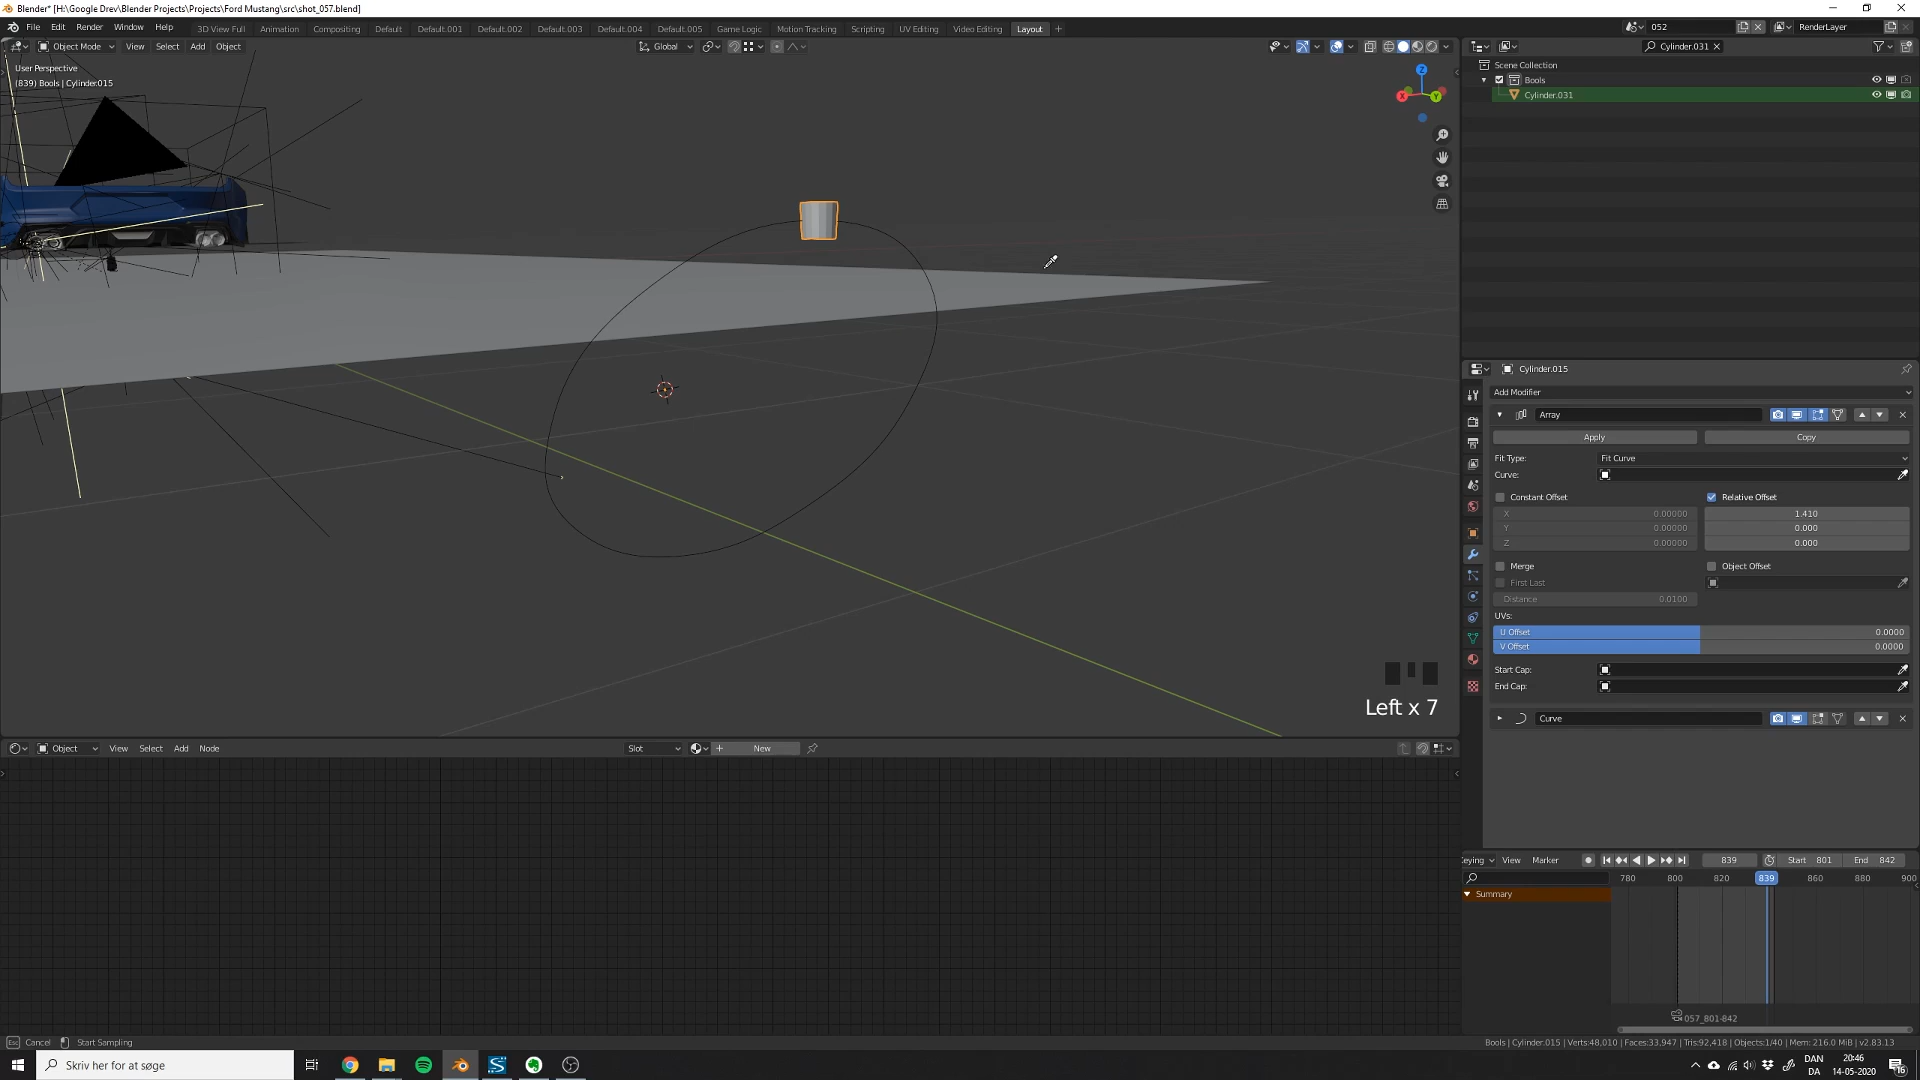 Blender* [H:\Google Drev\Blender Projects\Projects\Ford Mustang\src\shot_057.blend]
File Edit Render Window Help 3D View Full Animation Compositing Default Default.001 Default.002 Default.003 Default.004 Default.005 Game Logic Motion Tracking Scripting UV Editing Video Editing Layout + 052 RenderLayer
Object Mode View Select Add Object Global Cylinder.031
User Perspective
(839) Bools | Cylinder.015
Z
X
Y
Scene Collection
Bools
Cylinder.031
Cylinder.015
Add Modifier
Array
Apply Copy
Fit Type: Fit Curve
Curve:
Constant Offset Relative Offset
X 0.00000 1.410
Y 0.00000 0.000
Z 0.00000 0.000
Merge Object Offset
First Last
Distance 0.0100
UVs:
U Offset 0.0000
V Offset 0.0000
Start Cap:
End Cap:
Curve
Left x 7
Object View Select Add Node Slot New
Keying View Marker 839 Start 801 End 842
780 800 820 839 860 880 900
Summary
057_801-842
Esc Cancel Start Sampling
Bools | Cylinder.015 | Verts:48,010 | Faces:33,947 | Tris:92,418 | Objects:1/40 | Mem: 216.0 MiB | v2.83.13
Skriv her for at søge
DAN
DA
20:46
14-05-2020
16